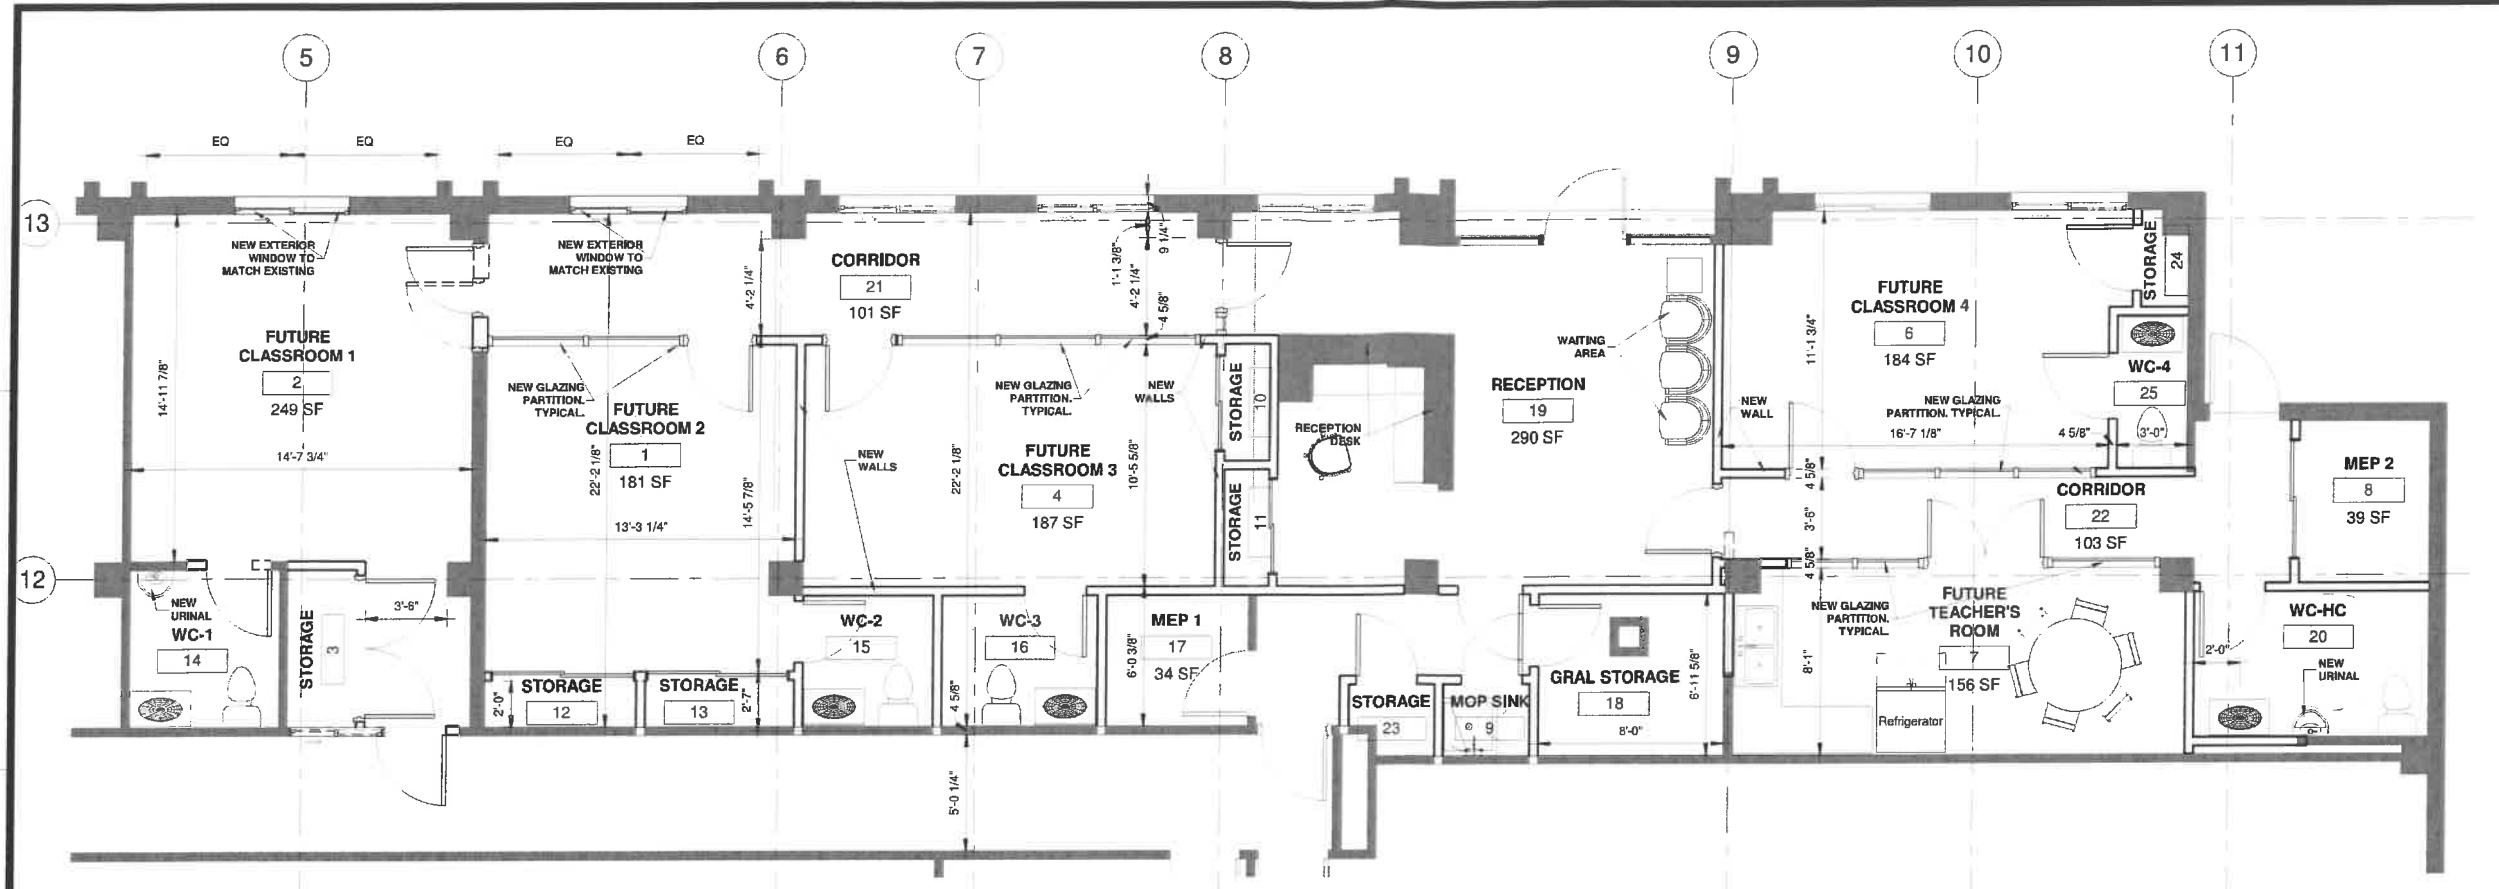 5
6
7
8
9
10
11
EQ
EQ
EQ
EQ
13
12
NEW EXTERIOR
WINDOW TO
MATCH EXISTING
NEW EXTERIOR
WINDOW TO
MATCH EXISTING
FUTURE
CLASSROOM 1
2
249 SF
14'-11 7/8"
14'-7 3/4"
NEW GLAZING
PARTITION.
TYPICAL.
FUTURE
CLASSROOM 2
1
181 SF
22'-2 1/8"
13'-3 1/4"
14'-5 7/8"
4'-2 1/4"
CORRIDOR
21
101 SF
1'-1 3/8"
9 1/4"
4'-2 1/4"
4 5/8"
NEW GLAZING
PARTITION.
TYPICAL.
NEW
WALLS
NEW
WALLS
FUTURE
CLASSROOM 3
4
187 SF
22'-2 1/8"
10'-5 5/8"
STORAGE
10
STORAGE
11
RECEPTION
DESK
WAITING
AREA
RECEPTION
19
290 SF
FUTURE
CLASSROOM 4
6
184 SF
11'-1 3/4"
NEW
WALL
NEW GLAZING
PARTITION. TYPICAL.
16'-7 1/8"
4 5/8"
(3'-0")
STORAGE
24
WC-4
25
4 5/8"
3'-6"
4 5/8"
CORRIDOR
22
103 SF
MEP 2
8
39 SF
NEW
URINAL
WC-1
14
STORAGE
3
3'-6"
2'-0"
STORAGE
12
STORAGE
13
2'-7"
WC-2
15
4 5/8"
WC-3
16
MEP 1
17
34 SF
6'-0 3/8"
5'-0 1/4"
STORAGE
23
MOP SINK
9
GRAL STORAGE
18
8'-0"
6'-11 5/8"
NEW GLAZING
PARTITION.
TYPICAL.
FUTURE
TEACHER'S
ROOM
7
156 SF
8'-1"
Refrigerator
WC-HC
20
2'-0"
NEW
URINAL